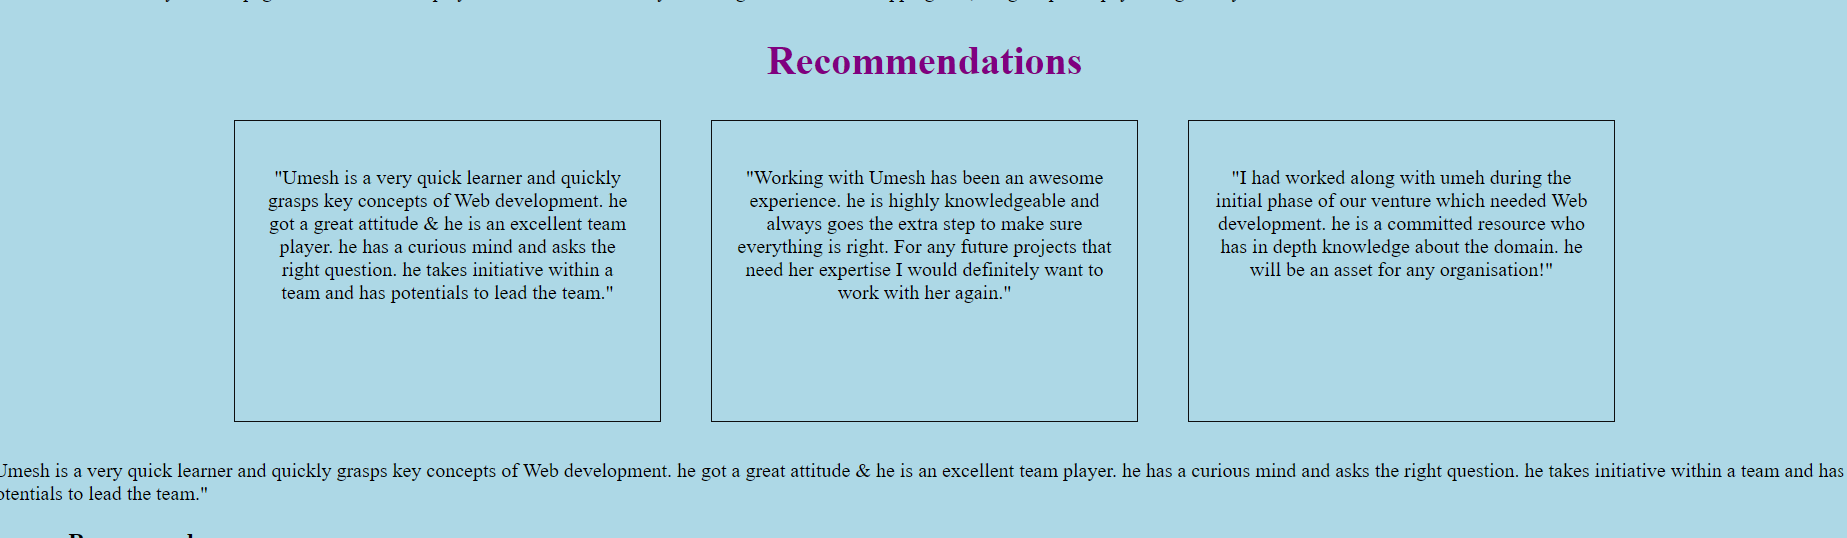 Recommendations
"Umesh is a very quick learner and quickly
grasps key concepts of Web development. he
got a great attitude & he is an excellent team
player. he has a curious mind and asks the
right question. he takes initiative within a
team and has potentials to lead the team."
"Working with Umesh has been an awesome
experience. he is highly knowledgeable and
always goes the extra step to make sure
everything is right. For any future projects that
need her expertise I would definitely want to
work with her again."
"I had worked along with umeh during the
initial phase of our venture which needed Web
development. he is a committed resource who
has in depth knowledge about the domain. he
will be an asset for any organisation!"
Umesh is a very quick learner and quickly grasps key concepts of Web development. he got a great attitude & he is an excellent team player. he has a curious mind and asks the right question. he takes initiative within a team and has
otentials to lead the team."